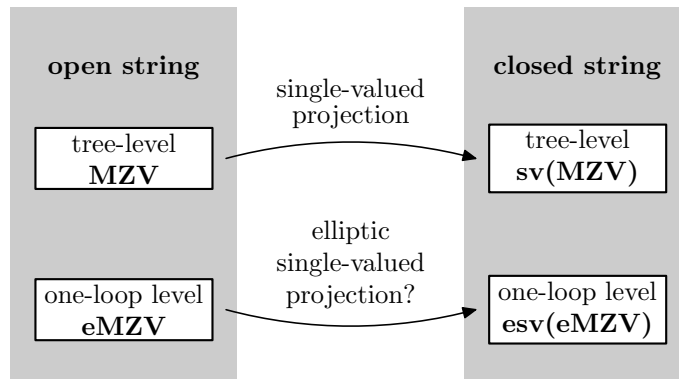 open string
closed string
single-valued
projection
tree-level
MZV
tree-level
sv(MZV)
elliptic
single-valued
projection?
one-loop level
eMZV
one-loop level
esv(eMZV)